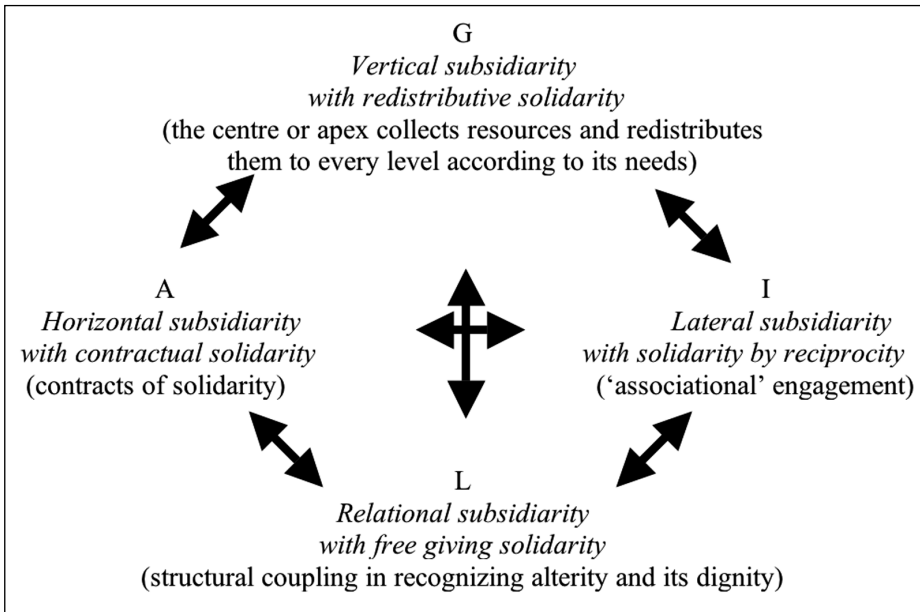 G
Vertical subsidiarity
with redistributive solidarity
(the centre or apex collects resources and redistributes
them to every level according to its needs)
A
Horizontal subsidiarity
with contractual solidarity
(contracts of solidarity)
I
Lateral subsidiarity
with solidarity by reciprocity
(‘associational’ engagement)
L
Relational subsidiarity
with free giving solidarity
(structural coupling in recognizing alterity and its dignity)